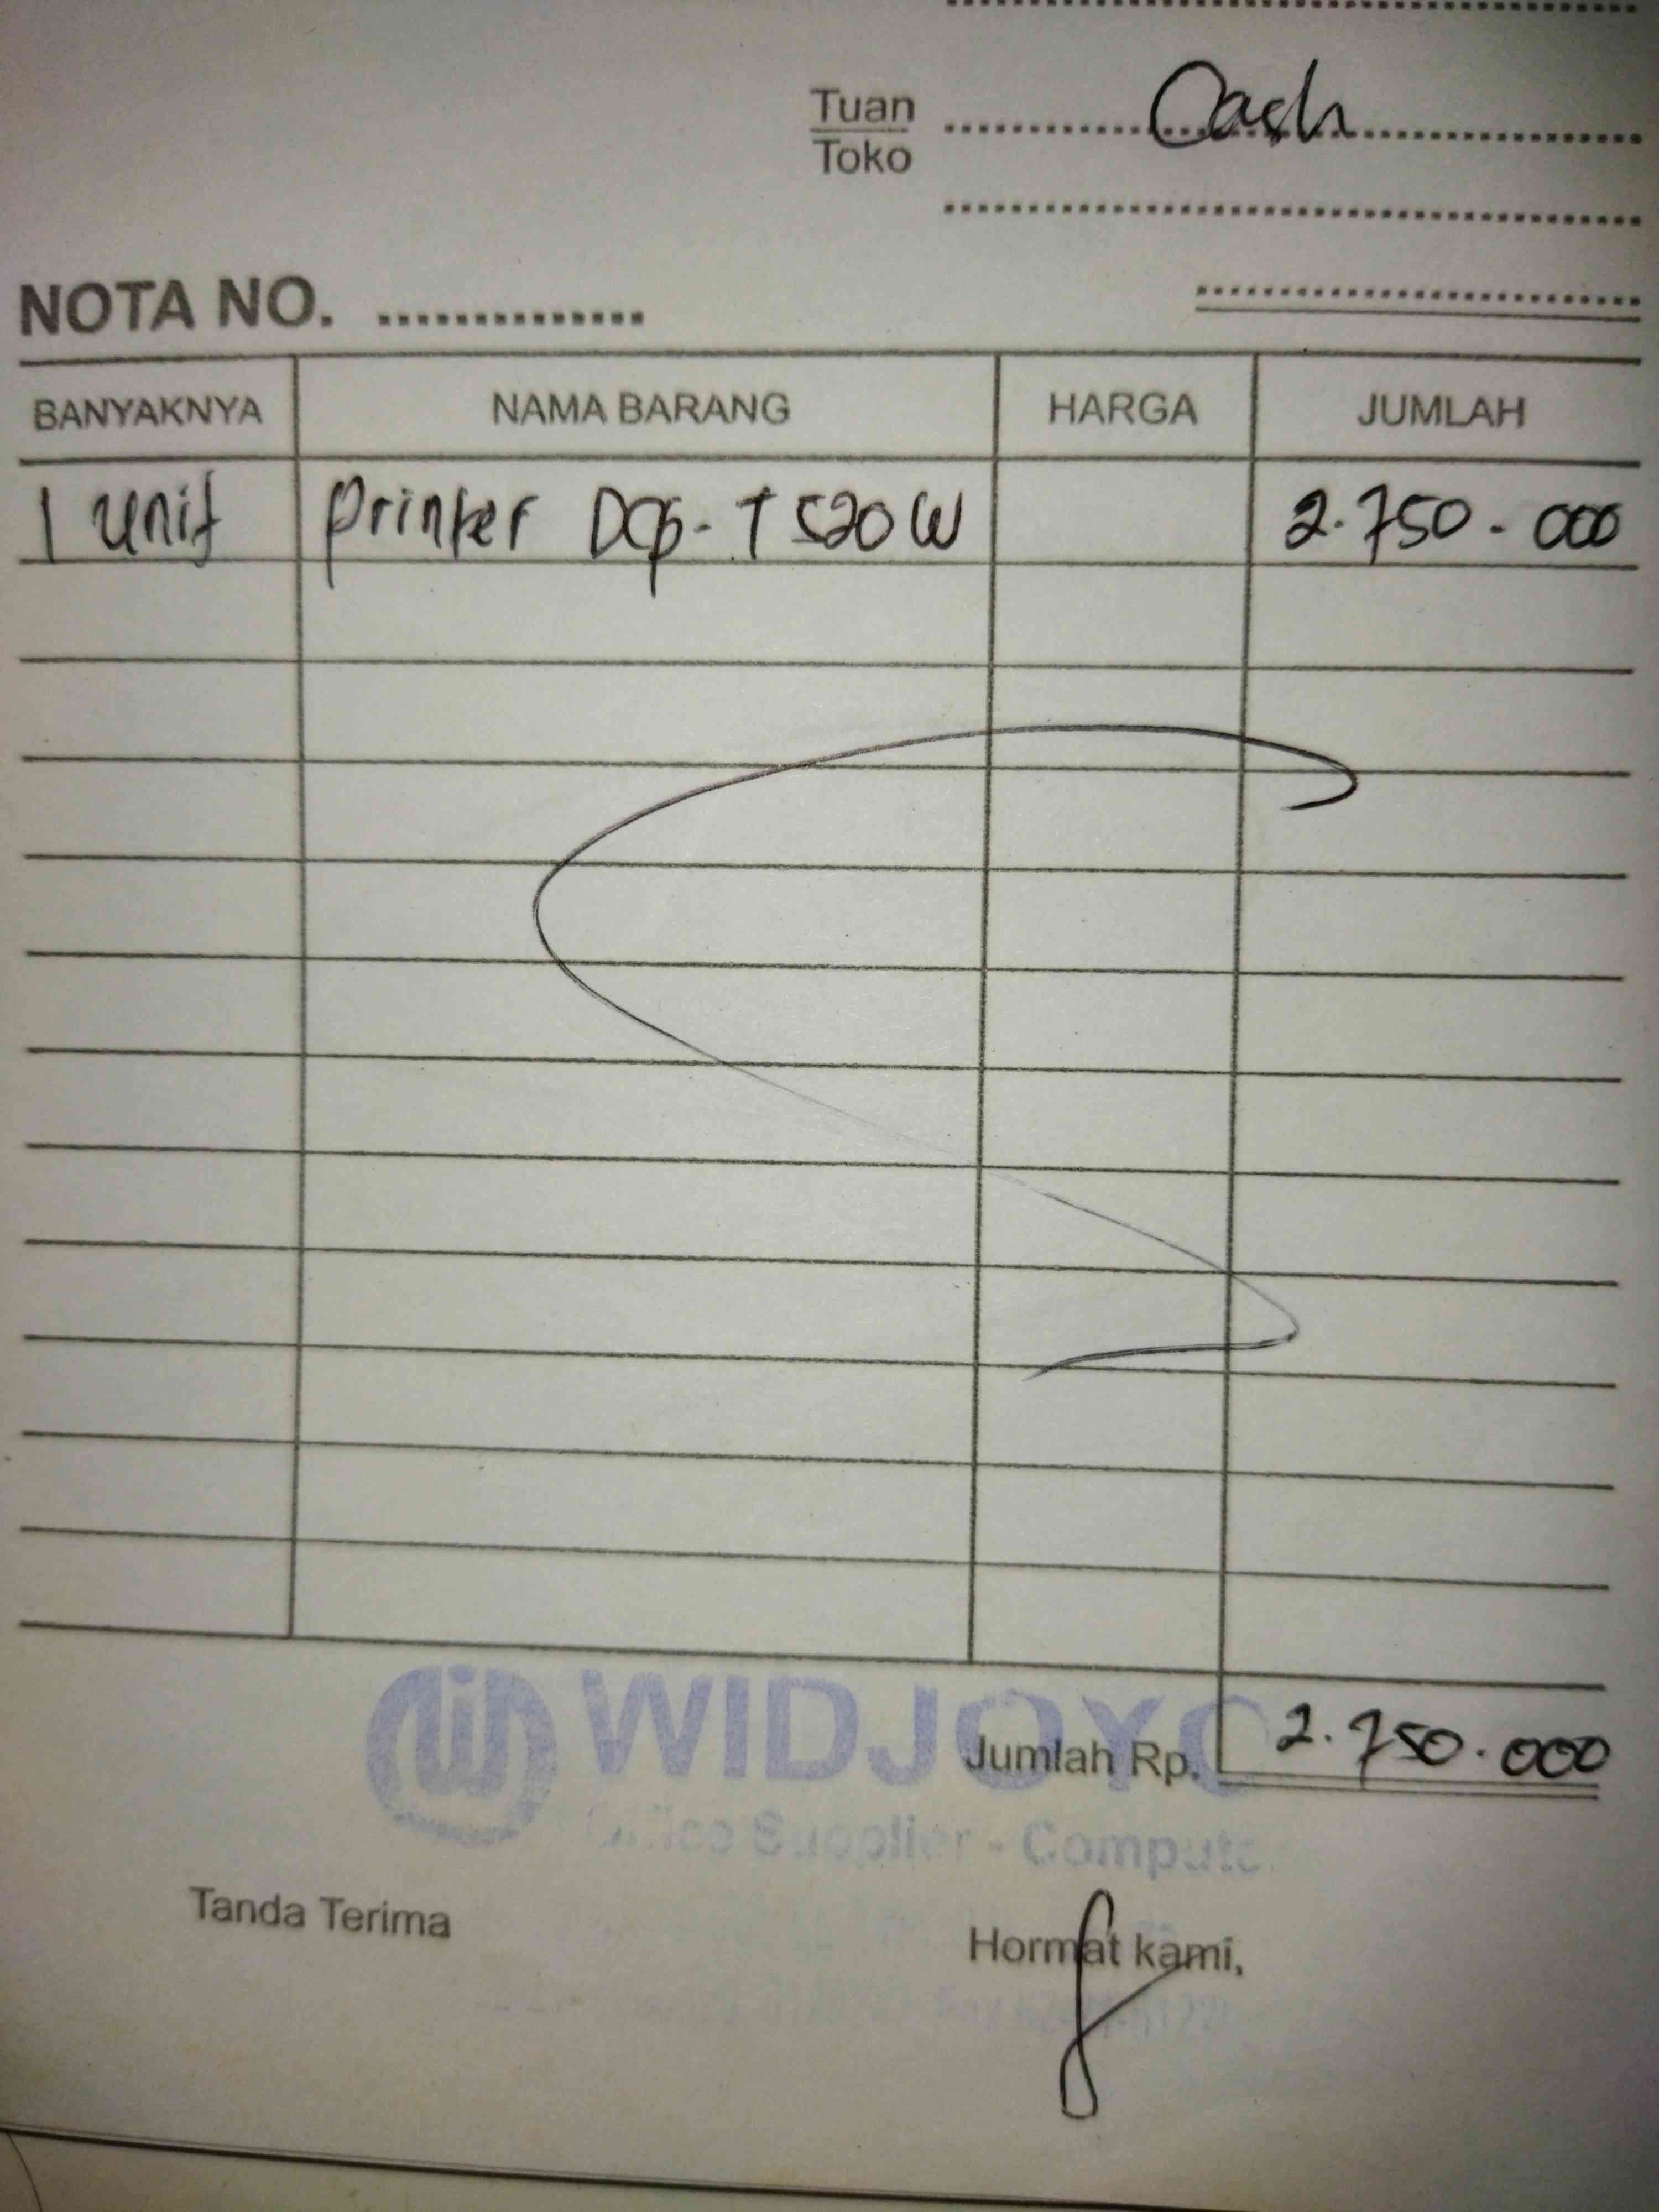 Tuan Cash
Toko
NOTA NO. ..............
BANYAKNYA NAMA BARANG HARGA JUMLAH
1 unit Printer Dcp-T520W 2.750.000
WIDJOYO
Jumlah Rp. 2.750.000
Office Supplier - Compute
Tanda Terima
Hormat kami,